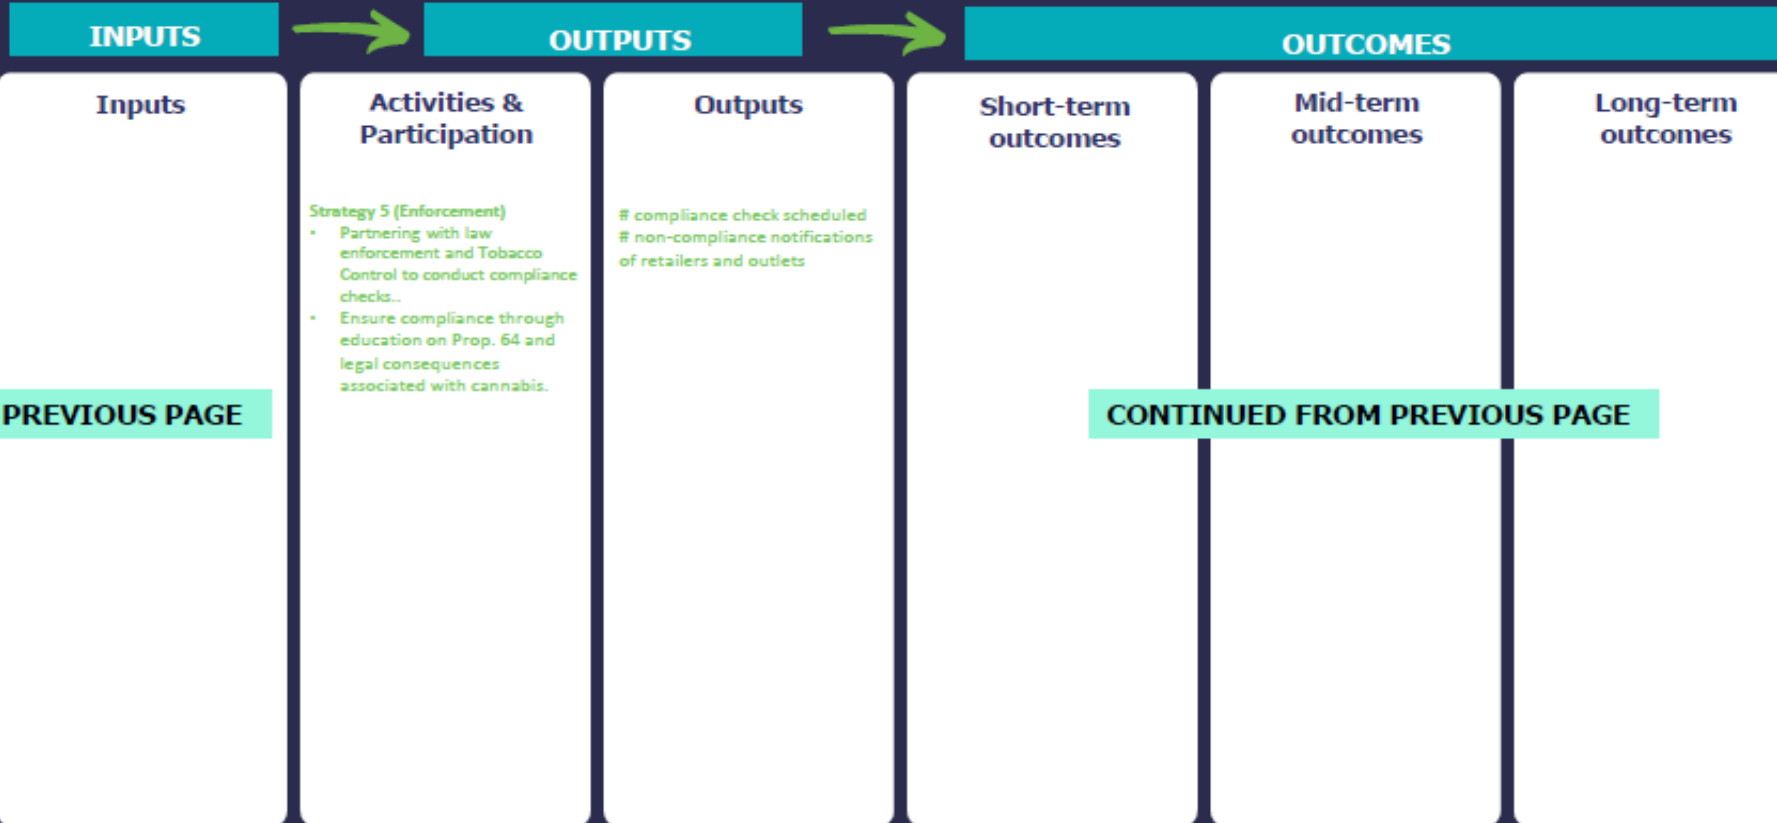 INPUTS
OUTPUTS
OUTCOMES
Inputs
Activities &
Participation
Outputs
Short-term
outcomes
Mid-term
outcomes
Long-term
outcomes
Strategy 5 (Enforcement)
• Partnering with law
enforcement and Tobacco
Control to conduct compliance
checks..
• Ensure compliance through
education on Prop. 64 and
legal consequences
associated with cannabis.
# compliance check scheduled
# non-compliance notifications
of retailers and outlets
PREVIOUS PAGE
CONTINUED FROM PREVIOUS PAGE